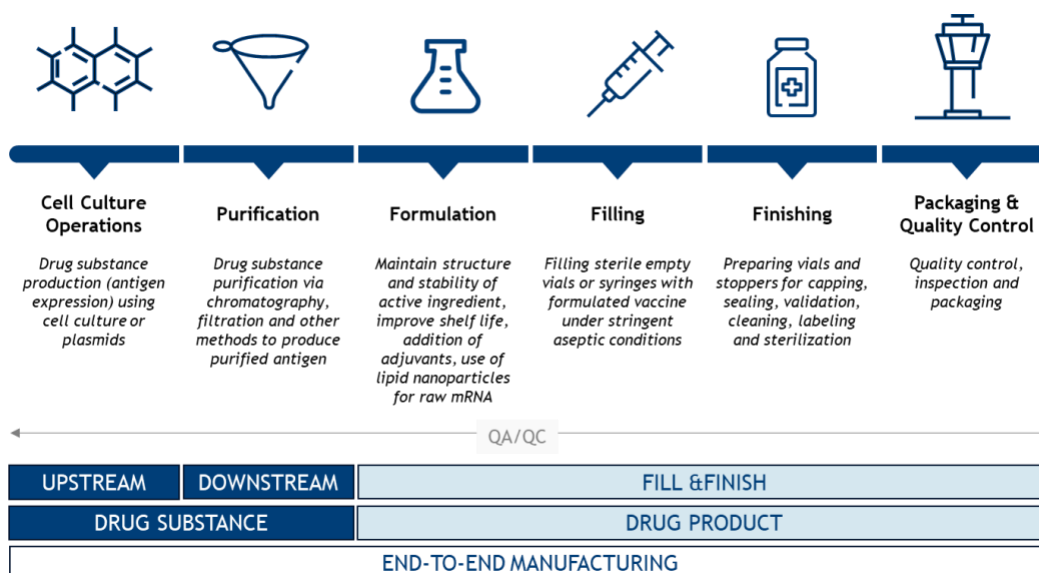 Cell Culture
Operations
Drug substance
production (antigen
expression) using
cell culture or
plasmids
Purification
Drug substance
purification via
chromatography,
filtration and other
methods to produce
purified antigen
Formulation
Maintain structure
and stability of
active ingredient,
improve shelf life,
addition of
adjuvants, use of
lipid nanoparticles
for raw mRNA
Filling
Filling sterile empty
vials or syringes with
formulated vaccine
under stringent
aseptic conditions
Finishing
Preparing vials and
stoppers for capping,
sealing, validation,
cleaning, labeling
and sterilization
Packaging &
Quality Control
Quality control,
inspection and
packaging
QA/QC
UPSTREAM
DOWNSTREAM
FILL &FINISH
DRUG SUBSTANCE
DRUG PRODUCT
END-TO-END MANUFACTURING